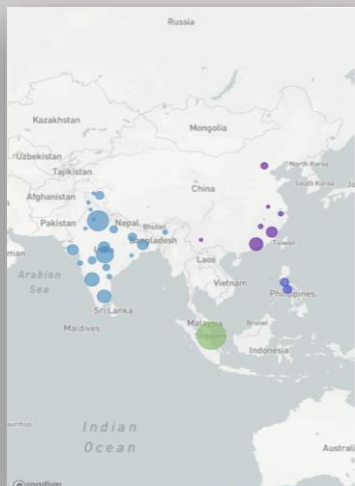 Russia
Kazakhstan
Mongolia
Uzbekistan
North Korea
Tajikistan
South Korea
China
Afghanistan
Pakistan
Nepal
Bhutan
Bangladesh
Taiwan
Laos
Arabian
Sea
Vietnam
Philippines
Sri Lanka
Malaysia
Brunei
Maldives
Indonesia
Indian
Ocean